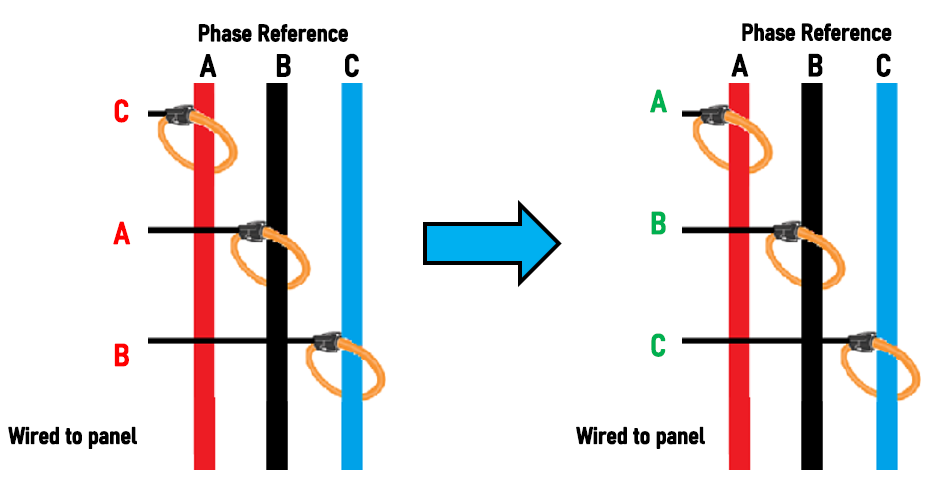 Phase Reference
A B C
C
A
B
Wired to panel
Phase Reference
A B C
A
B
C
Wired to panel